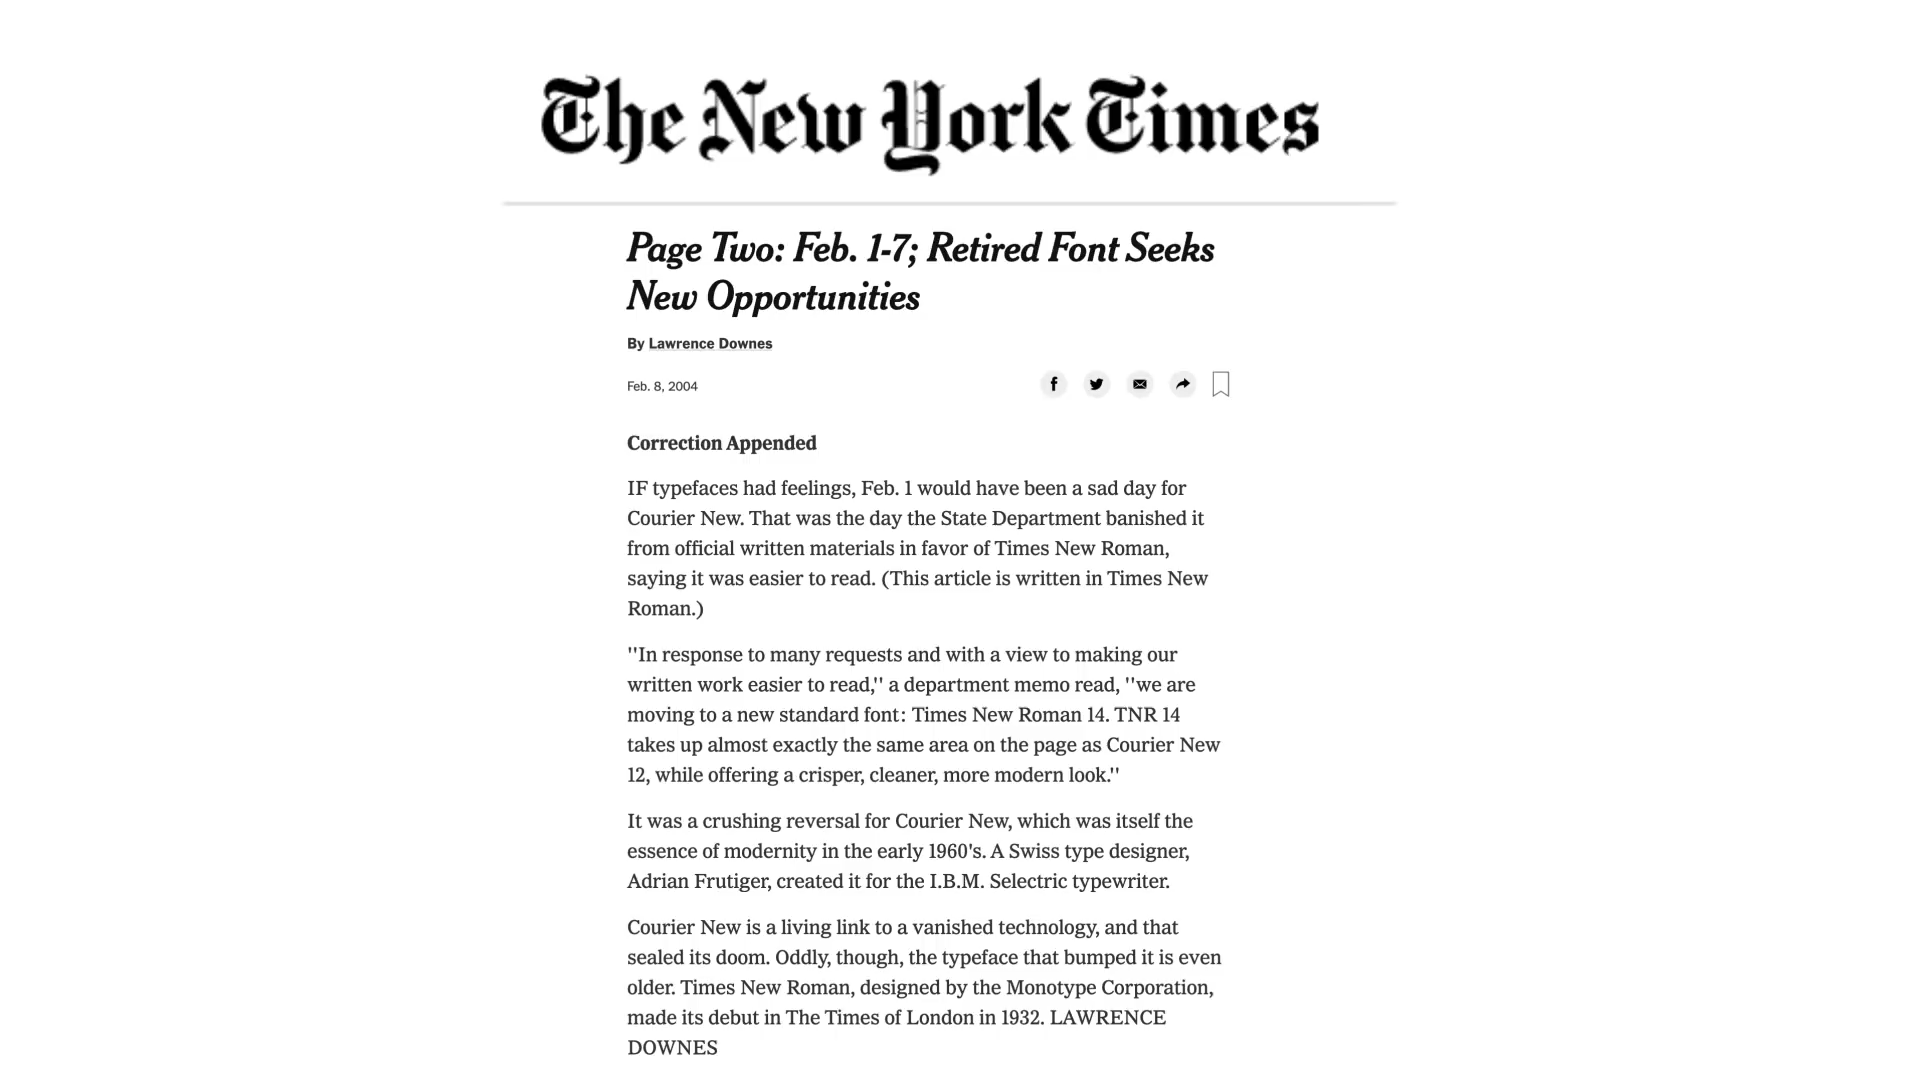 The New York Times
Page Two: Feb. 1-7; Retired Font Seeks
New Opportunities
By Lawrence Downes
Feb. 8, 2004
Correction Appended
IF typefaces had feelings, Feb. 1 would have been a sad day for
Courier New. That was the day the State Department banished it
from official written materials in favor of Times New Roman,
saying it was easier to read. (This article is written in Times New
Roman.)
''In response to many requests and with a view to making our
written work easier to read,'' a department memo read, ''we are
moving to a new standard font: Times New Roman 14. TNR 14
takes up almost exactly the same area on the page as Courier New
12, while offering a crisper, cleaner, more modern look.''
It was a crushing reversal for Courier New, which was itself the
essence of modernity in the early 1960's. A Swiss type designer,
Adrian Frutiger, created it for the I.B.M. Selectric typewriter.
Courier New is a living link to a vanished technology, and that
sealed its doom. Oddly, though, the typeface that bumped it is even
older. Times New Roman, designed by the Monotype Corporation,
made its debut in The Times of London in 1932. LAWRENCE
DOWNES